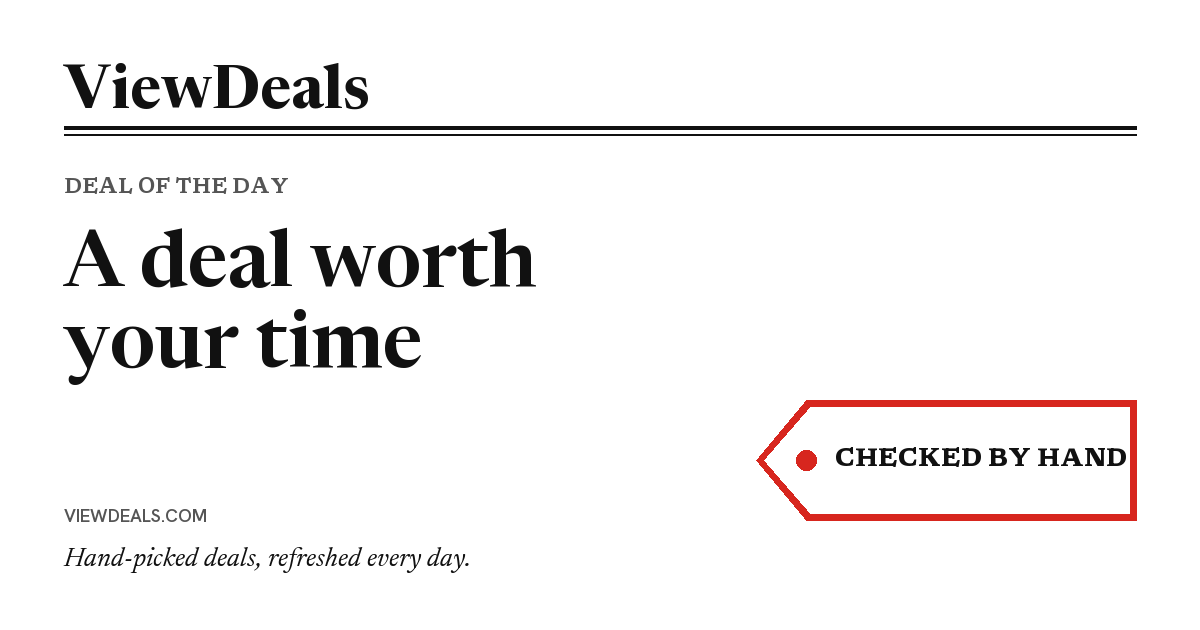 ViewDeals
DEAL OF THE DAY
A deal worth
your time
CHECKED BY HAND
VIEWDEALS.COM
Hand-picked deals, refreshed every day.